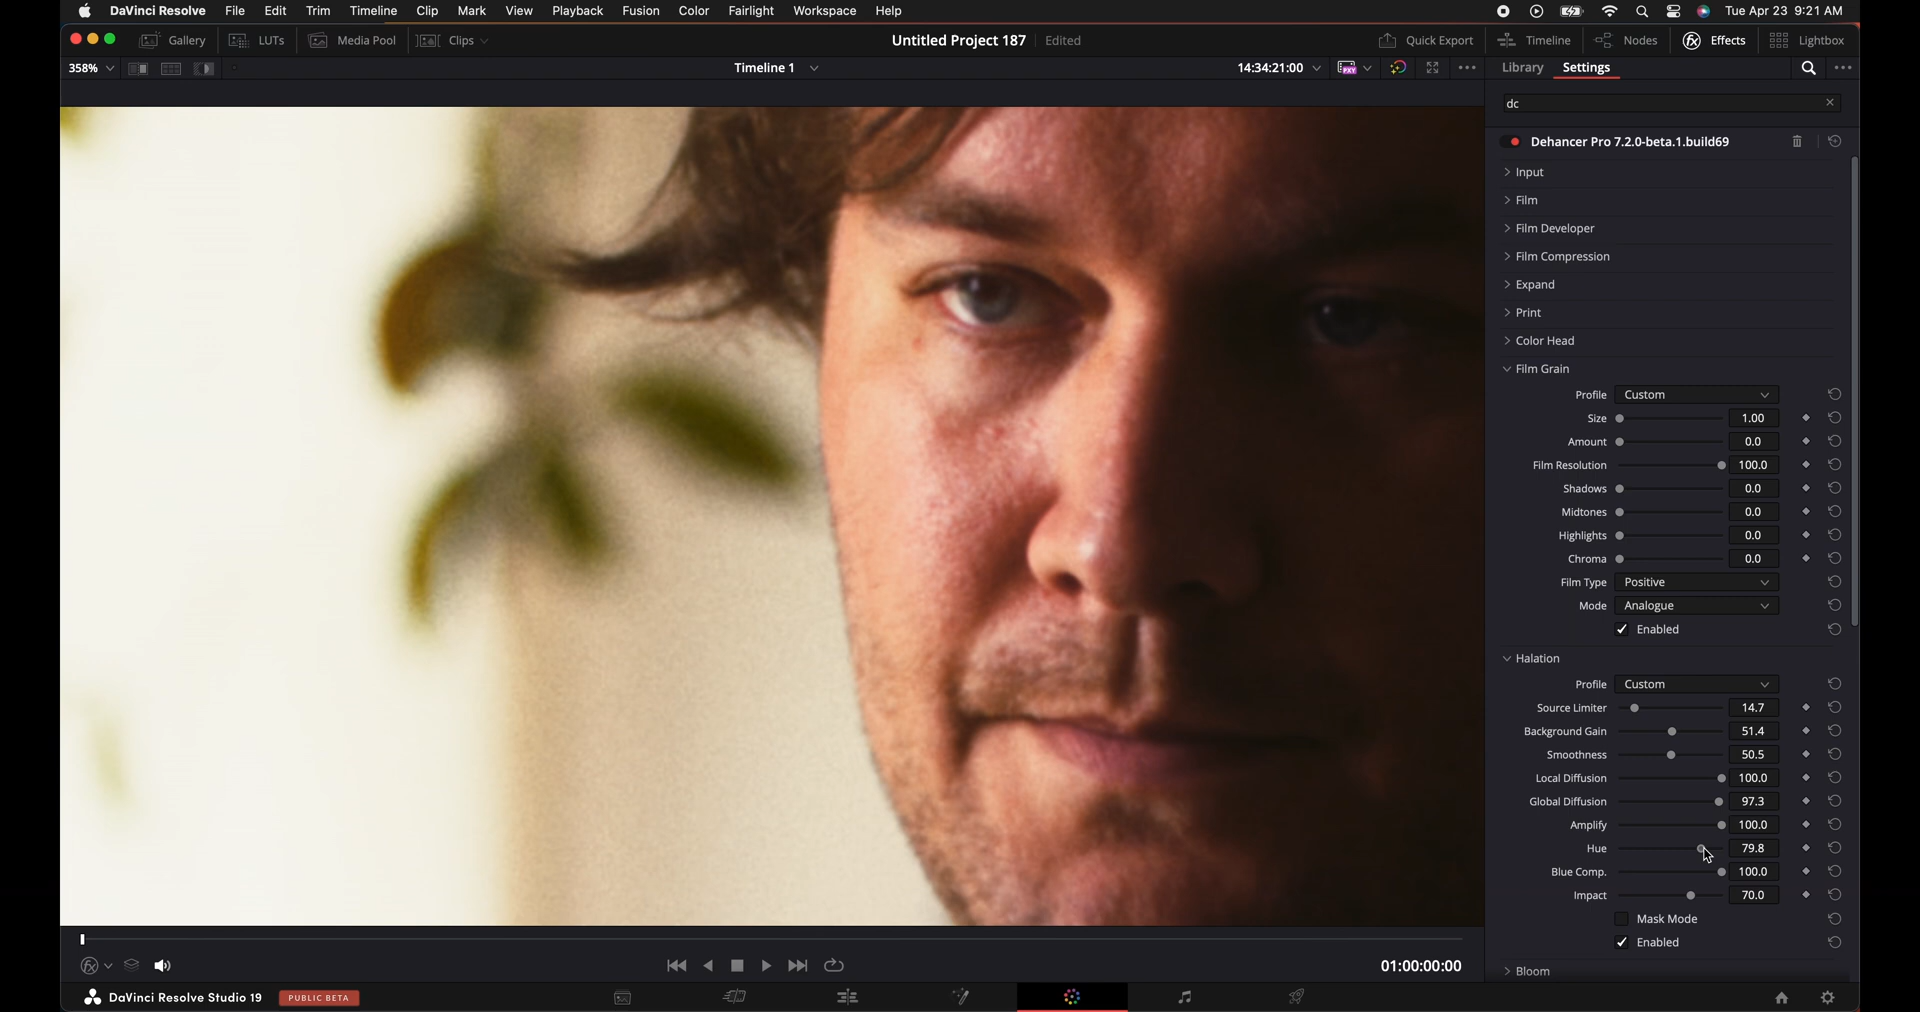 DaVinci Resolve File Edit Trim Timeline Clip Mark View Playback Fusion Color Fairlight Workspace Help Tue Apr 23 9:21 AM
Gallery LUTs Media Pool Clips Untitled Project 187 Edited Quick Export Timeline Nodes Effects Lightbox
358% Timeline 1 14:34:21:00 PXY Library Settings
dc
Dehancer Pro 7.2.0-beta.1.build69
Input
Film
Film Developer
Film Compression
Expand
Print
Color Head
Film Grain
Profile Custom
Size 1.00
Amount 0.0
Film Resolution 100.0
Shadows 0.0
Midtones 0.0
Highlights 0.0
Chroma 0.0
Film Type Positive
Mode Analogue
Enabled
Halation
Profile Custom
Source Limiter 14.7
Background Gain 51.4
Smoothness 50.5
Local Diffusion 100.0
Global Diffusion 97.3
Amplify 100.0
Hue 79.8
Blue Comp. 100.0
Impact 70.0
Mask Mode
Enabled
01:00:00:00
Bloom
DaVinci Resolve Studio 19 PUBLIC BETA